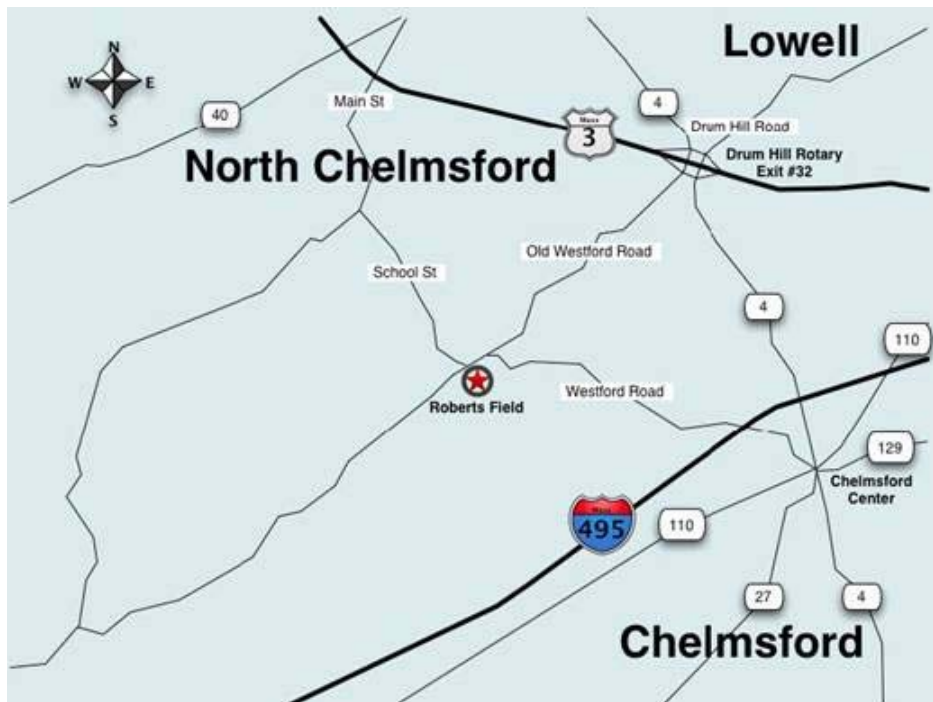 N
W
E
S
Lowell
40
Main St
4
Mass
3
Drum Hill Road
North Chelmsford
Drum Hill Rotary
Exit #32
School St
Old Westford Road
4
110
Westford Road
Roberts Field
129
Chelmsford
Center
495
110
27
4
Chelmsford